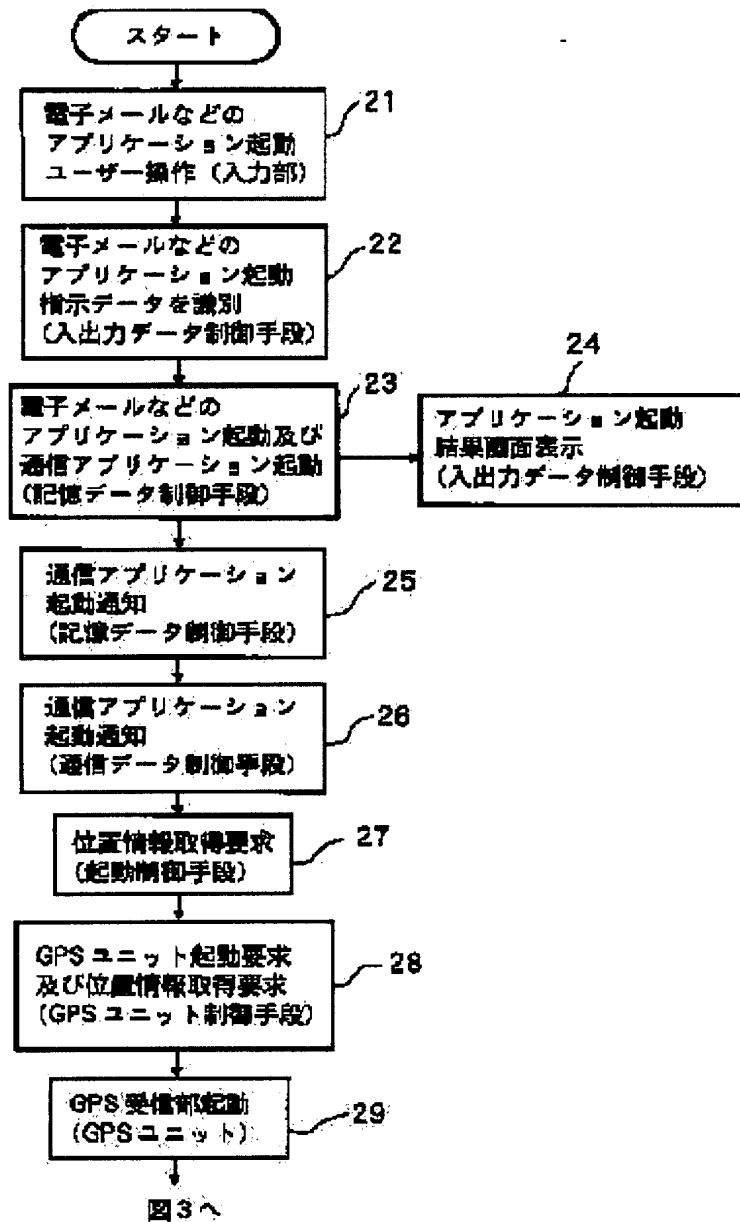 スタート
21
電子メールなどの
アプリケーション起動
ユーザー操作（入力部）
22
電子メールなどの
アプリケーション起動
指示データを識別
(入出力データ制御手段)
23
電子メールなどの
アプリケーション起動及び
通信アプリケーション起動
(記憶データ制御手段)
24
アプリケーション起動
結果画面表示
(入出力データ制御手段)
25
通信アプリケーション
起動通知
(記憶データ制御手段)
26
通信アプリケーション
起動通知
(通信データ制御手段)
27
位置情報取得要求
(起動制御手段)
28
GPSユニット起動要求
及び位置情報取得要求
(GPSユニット制御手段)
29
GPS受信部起動
(GPSユニット)
図3へ